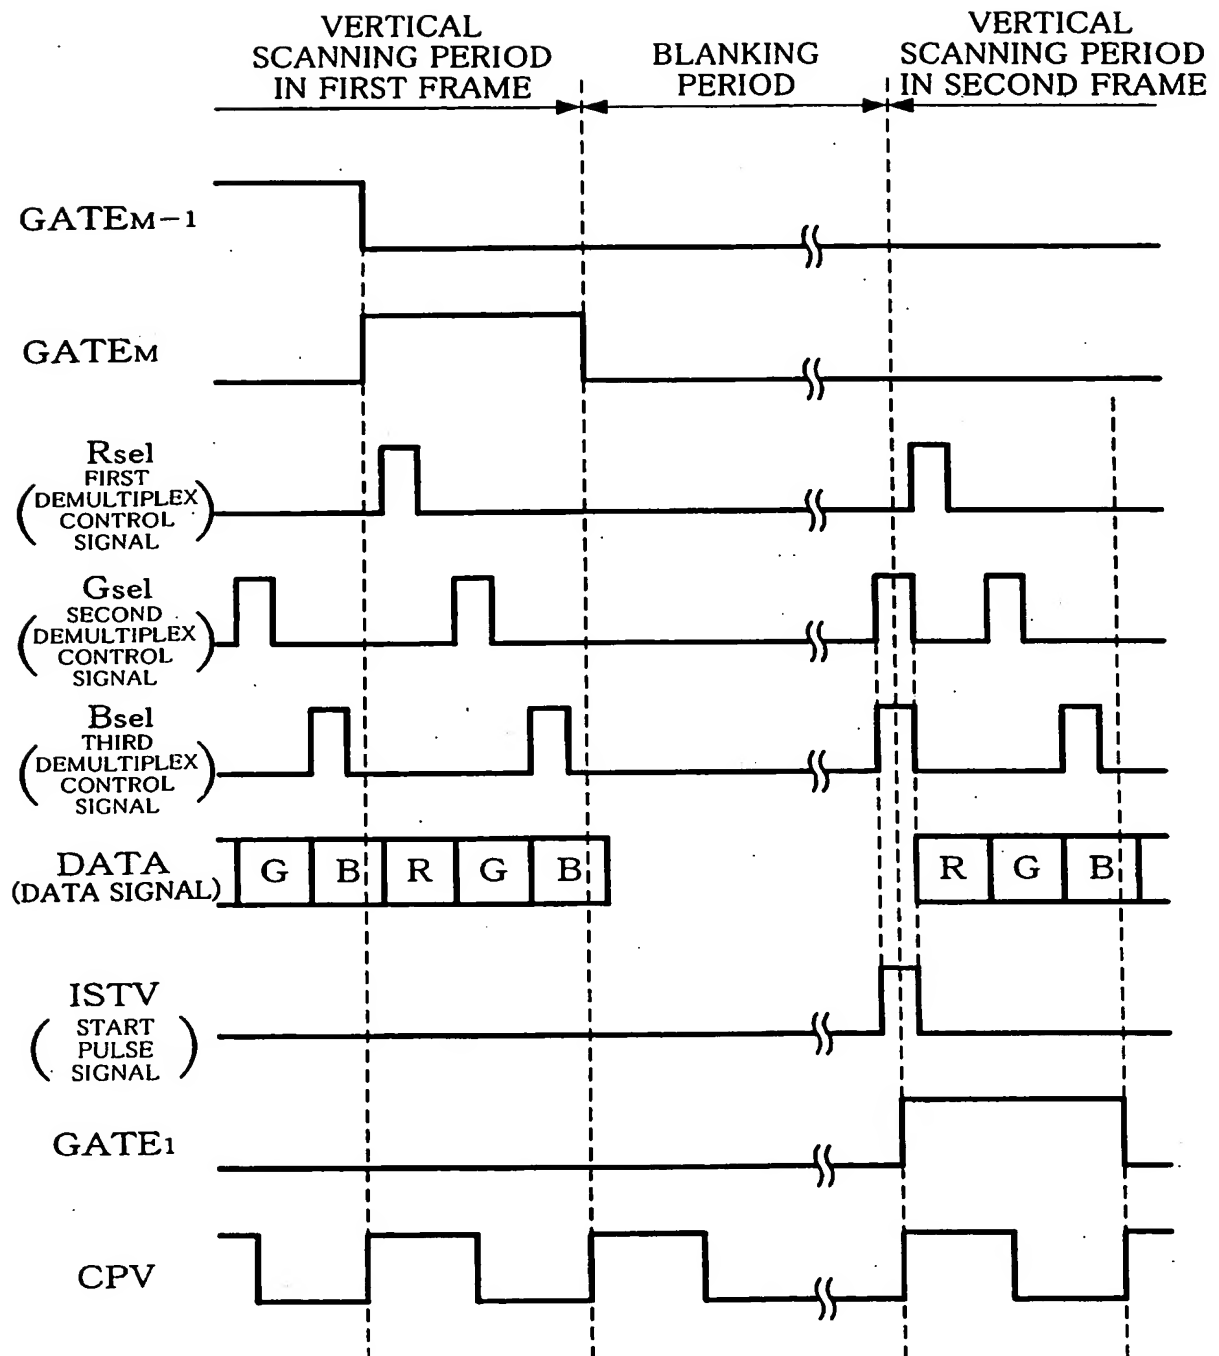 VERTICAL
SCANNING PERIOD
IN FIRST FRAME
BLANKING
PERIOD
VERTICAL
SCANNING PERIOD
IN SECOND FRAME
GATEM-1
GATEM
Rsel
(FIRST
DEMULTIPLEX
CONTROL
SIGNAL)
Gsel
(SECOND
DEMULTIPLEX
CONTROL
SIGNAL)
Bsel
(THIRD
DEMULTIPLEX
CONTROL
SIGNAL)
DATA
(DATA SIGNAL)
G B R G B R G B
ISTV
(START
PULSE
SIGNAL)
GATE1
CPV